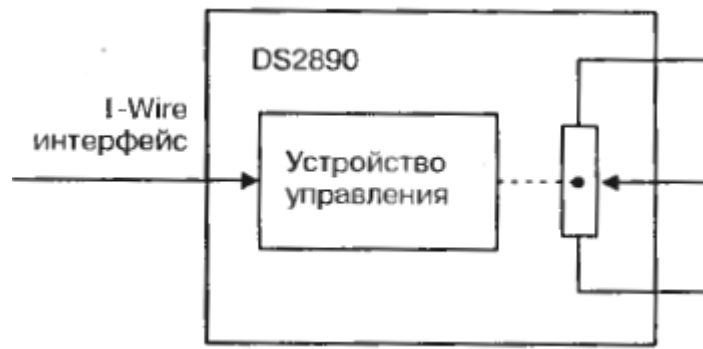 DS2890
1-Wire
интерфейс
Устройство
управления